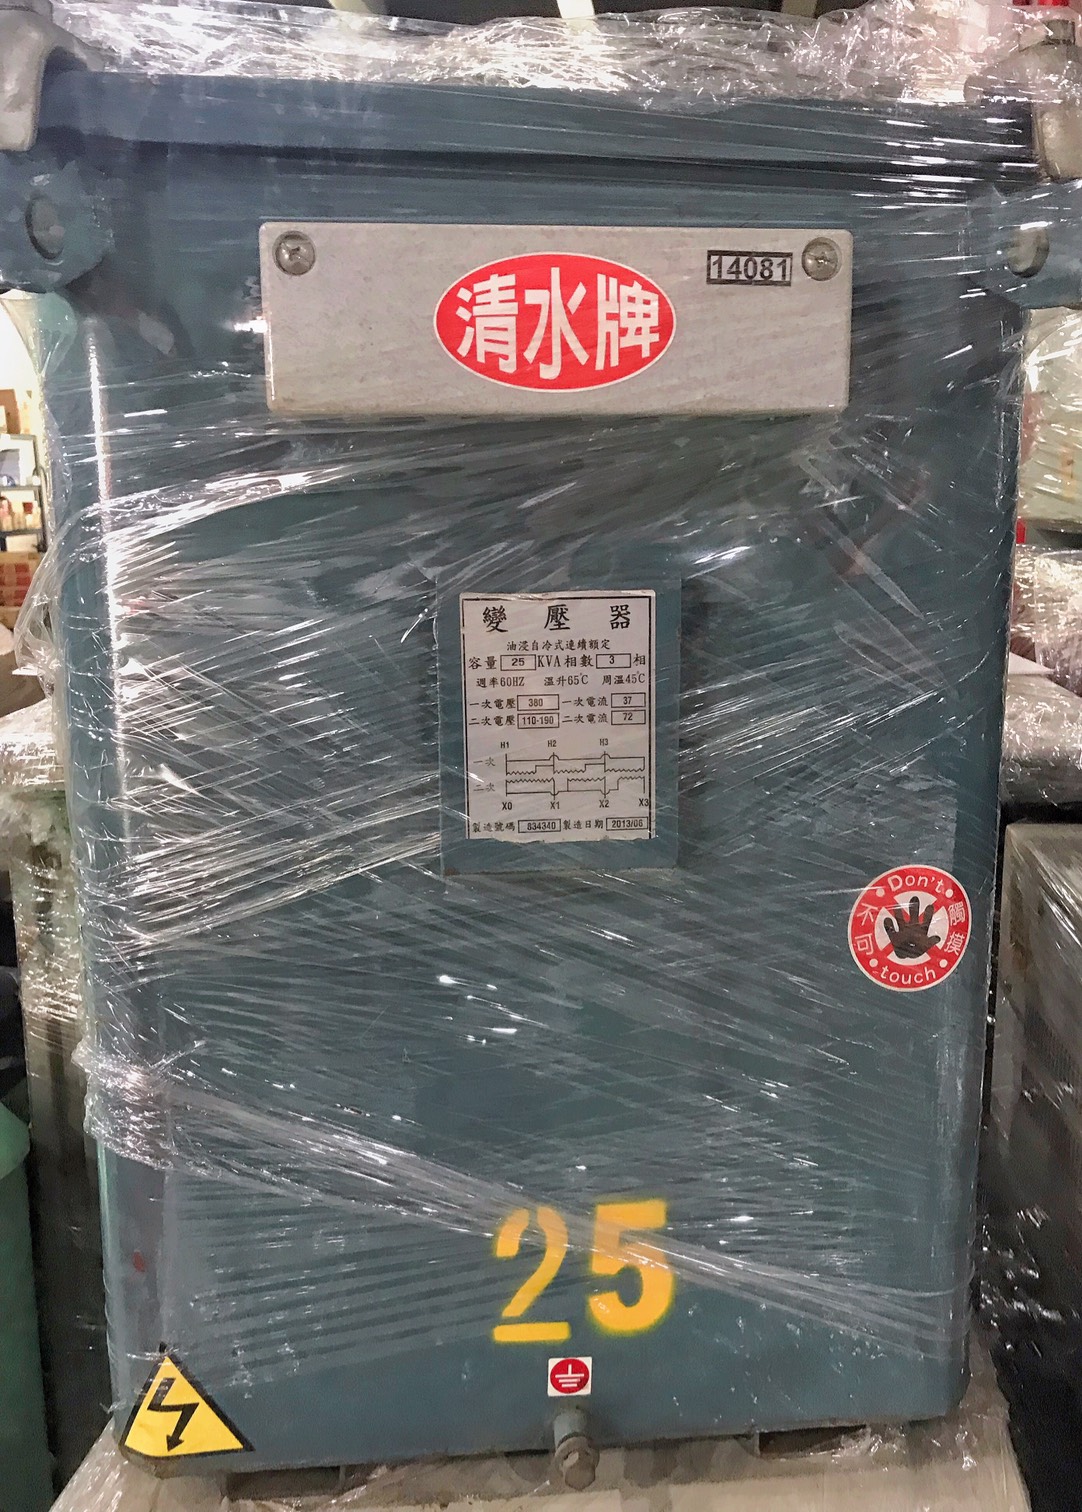 清水牌
14081
變壓器
油浸自冷式連續額定
容量 25 KVA 相數 3 相
週率60HZ 溫升65℃ 周溫45℃
一次電壓 380 一次電流 37
二次電壓 110-190 二次電流 72
H1 H2 H3
一次
二次
X0 X1 X2 X3
製造號碼 834340 製造日期 2013/06
Don't
不可觸摸
touch
25